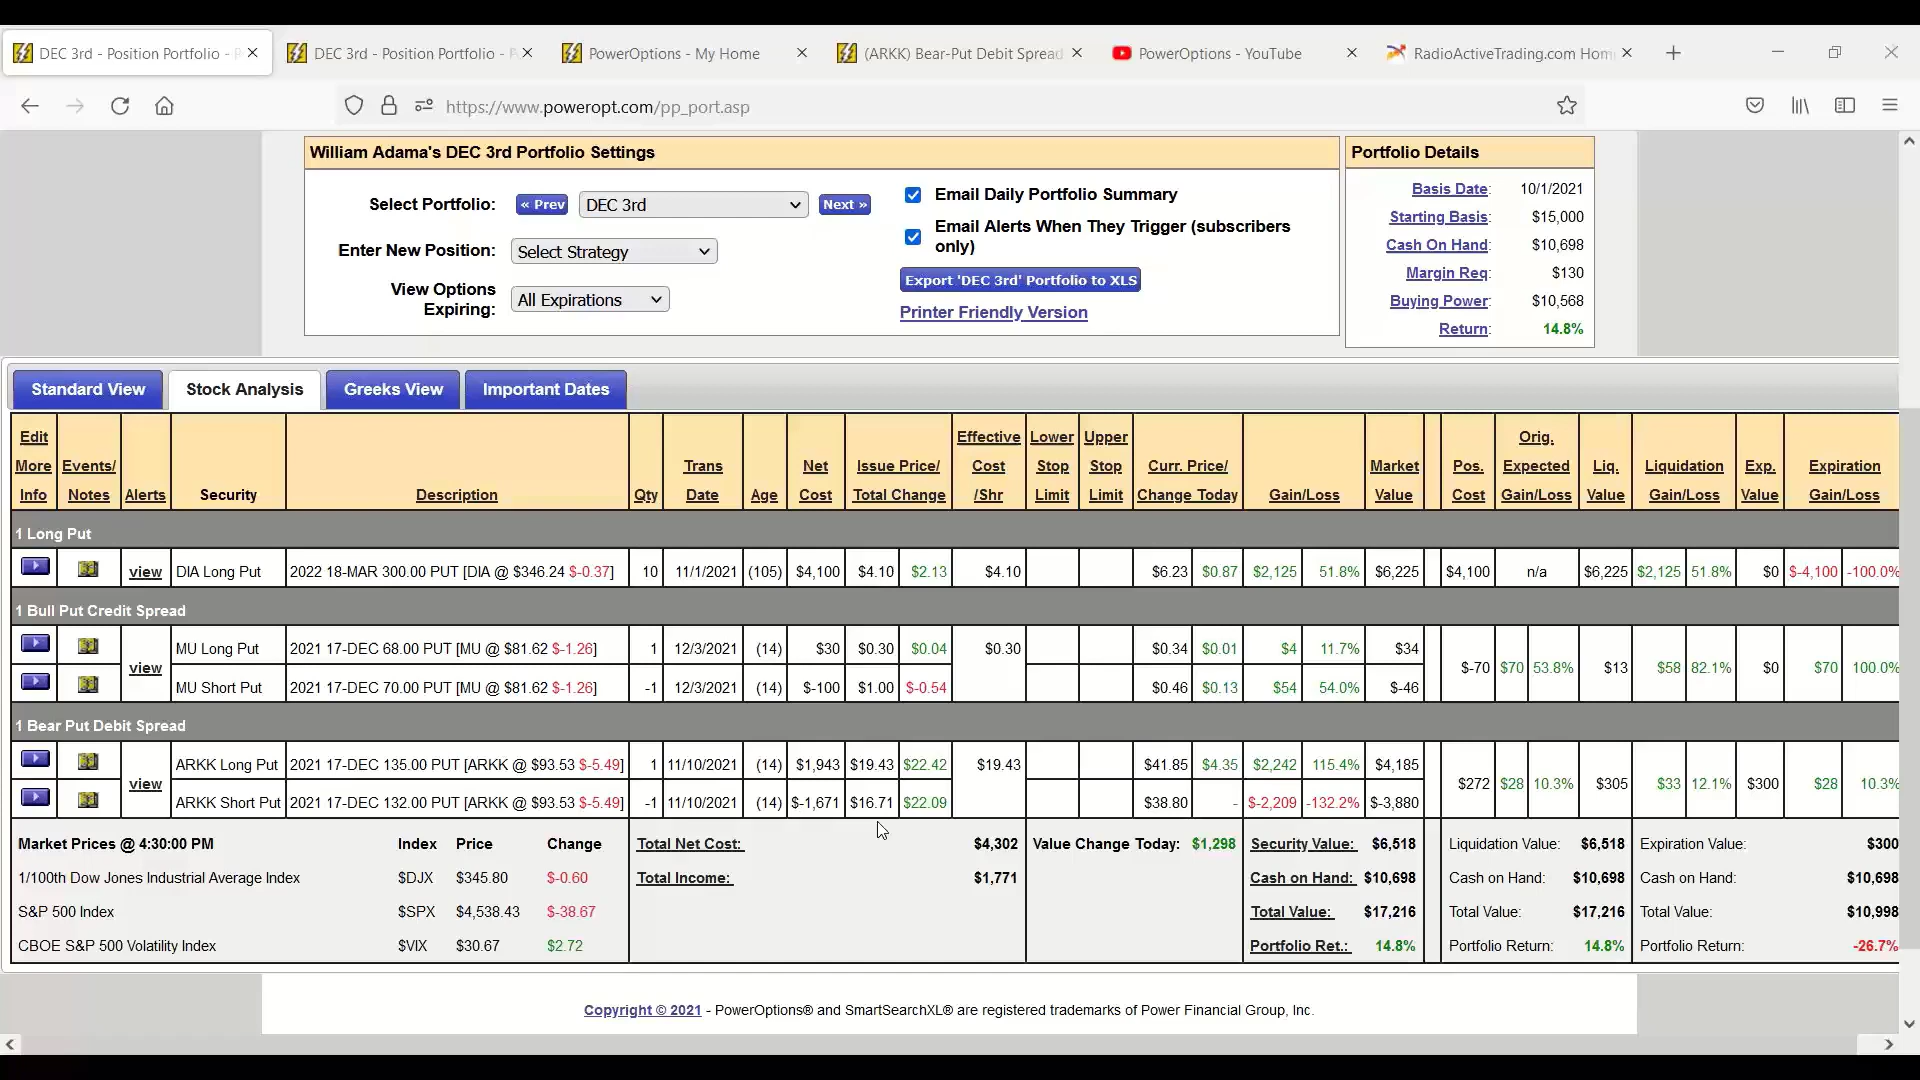 DEC 3rd - Position Portfolio -
DEC 3rd - Position Portfolio -
PowerOptions - My Home
(ARKK) Bear-Put Debit Spread
PowerOptions - YouTube
RadioActiveTrading.com Hom
https://www.poweropt.com/pp_port.asp
William Adama's DEC 3rd Portfolio Settings
Select Portfolio: « Prev DEC 3rd Next »
Enter New Position: Select Strategy
View Options
Expiring: All Expirations
Email Daily Portfolio Summary
Email Alerts When They Trigger (subscribers
only)
Export 'DEC 3rd' Portfolio to XLS
Printer Friendly Version
Portfolio Details
Basis Date: 10/1/2021
Starting Basis: $15,000
Cash On Hand: $10,698
Margin Req: $130
Buying Power: $10,568
Return: 14.8%
Standard View Stock Analysis Greeks View Important Dates
Edit Effective Lower Upper Orig.
More Events/ Trans Net Issue Price/ Cost Stop Stop Curr. Price/ Market Pos. Expected Liq. Liquidation Exp. Expiration
Info Notes Alerts Security Description Qty Date Age Cost Total Change /Shr Limit Limit Change Today Gain/Loss Value Cost Gain/Loss Value Gain/Loss Value Gain/Loss
1 Long Put
view DIA Long Put 2022 18-MAR 300.00 PUT [DIA @ $346.24 $-0.37] 10 11/1/2021 (105) $4,100 $4.10 $2.13 $4.10 $6.23 $0.87 $2,125 51.8% $6,225 $4,100 n/a $6,225 $2,125 51.8% $0 $-4,100 -100.0%
1 Bull Put Credit Spread
MU Long Put 2021 17-DEC 68.00 PUT [MU @ $81.62 $-1.26] 1 12/3/2021 (14) $30 $0.30 $0.04 $0.30 $0.34 $0.01 $4 11.7% $34
view $-70 $70 53.8% $13 $58 82.1% $0 $70 100.0%
MU Short Put 2021 17-DEC 70.00 PUT [MU @ $81.62 $-1.26] -1 12/3/2021 (14) $-100 $1.00 $-0.54 $0.46 $0.13 $54 54.0% $-46
1 Bear Put Debit Spread
ARKK Long Put 2021 17-DEC 135.00 PUT [ARKK @ $93.53 $-5.49] 1 11/10/2021 (14) $1,943 $19.43 $22.42 $19.43 $41.85 $4.35 $2,242 115.4% $4,185
view $272 $28 10.3% $305 $33 12.1% $300 $28 10.3%
ARKK Short Put 2021 17-DEC 132.00 PUT [ARKK @ $93.53 $-5.49] -1 11/10/2021 (14) $-1,671 $16.71 $22.09 $38.80 - $-2,209 -132.2% $-3,880
Market Prices @ 4:30:00 PM Index Price Change Total Net Cost: $4,302 Value Change Today: $1,298 Security Value: $6,518 Liquidation Value: $6,518 Expiration Value: $300
1/100th Dow Jones Industrial Average Index $DJX $345.80 $-0.60 Total Income: $1,771 Cash on Hand: $10,698 Cash on Hand: $10,698 Cash on Hand: $10,698
S&P 500 Index $SPX $4,538.43 $-38.67 Total Value: $17,216 Total Value: $17,216 Total Value: $10,998
CBOE S&P 500 Volatility Index $VIX $30.67 $2.72 Portfolio Ret.: 14.8% Portfolio Return: 14.8% Portfolio Return: -26.7%
Copyright © 2021 - PowerOptions® and SmartSearchXL® are registered trademarks of Power Financial Group, Inc.